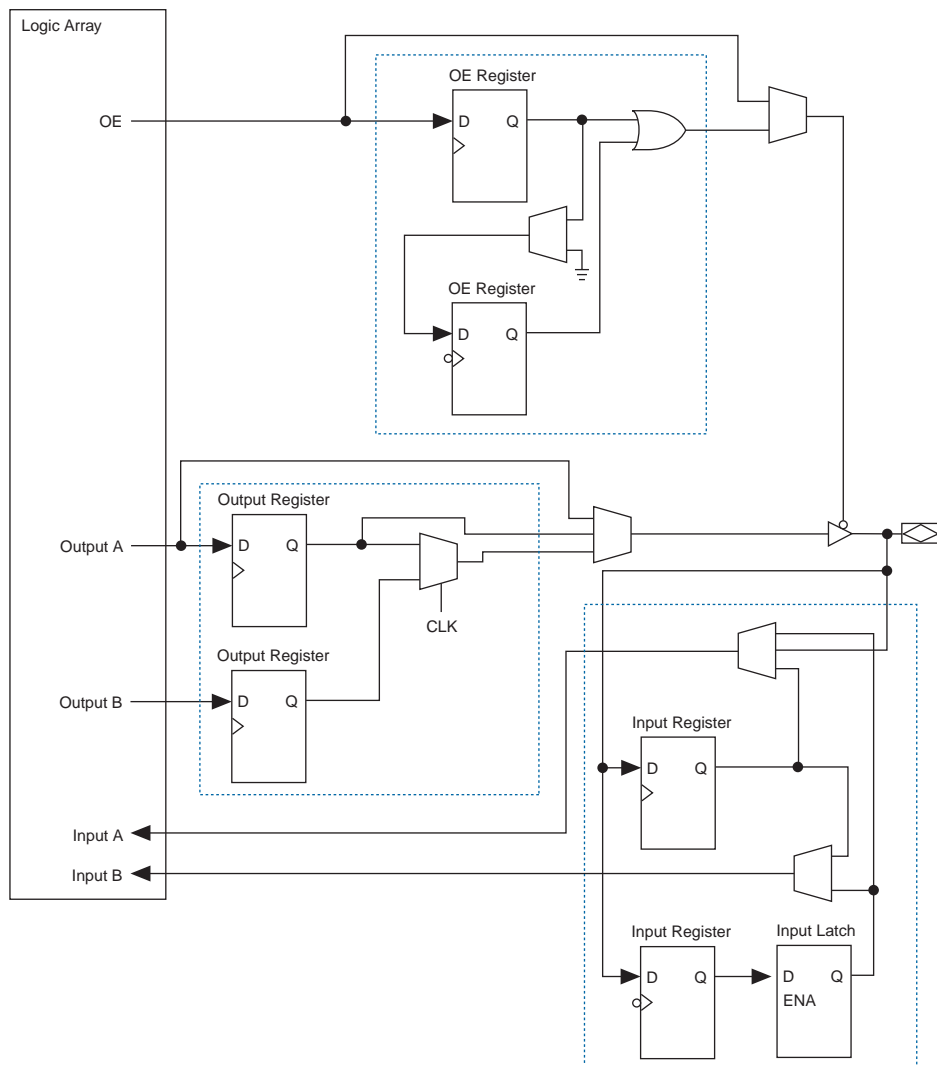 Logic Array
OE Register
OE
D Q
OE Register
D Q
Output Register
Output A
D Q
CLK
Output Register
Output B
D Q
Input Register
D Q
Input A
Input B
Input Register
Input Latch
D Q
D Q
ENA